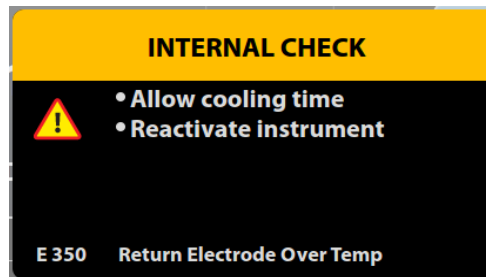 INTERNAL CHECK
• Allow cooling time
• Reactivate instrument
!
E 350 Return Electrode Over Temp